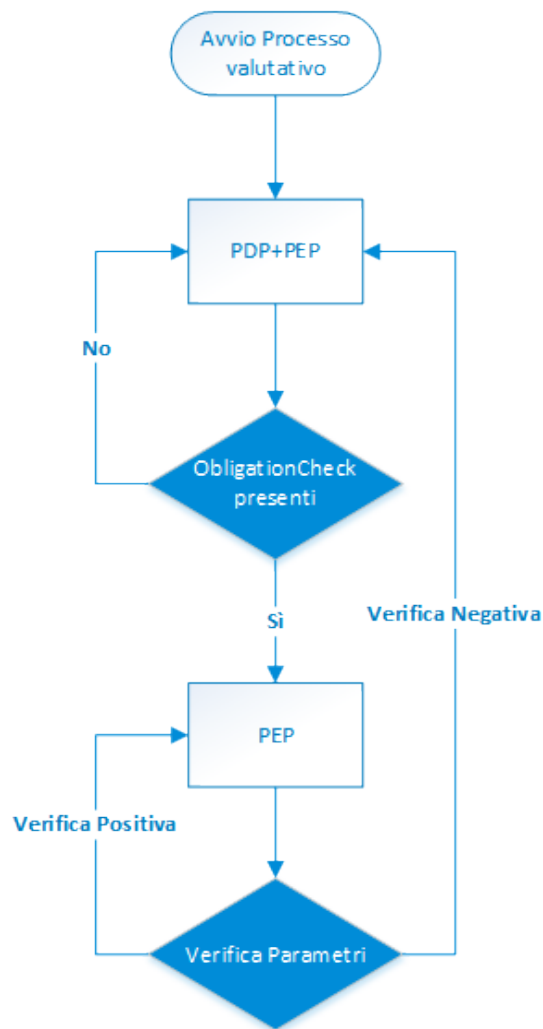 Avvio Processo
valutativo
PDP+PEP
No
ObligationCheck
presenti
Sì
Verifica Negativa
PEP
Verifica Positiva
Verifica Parametri